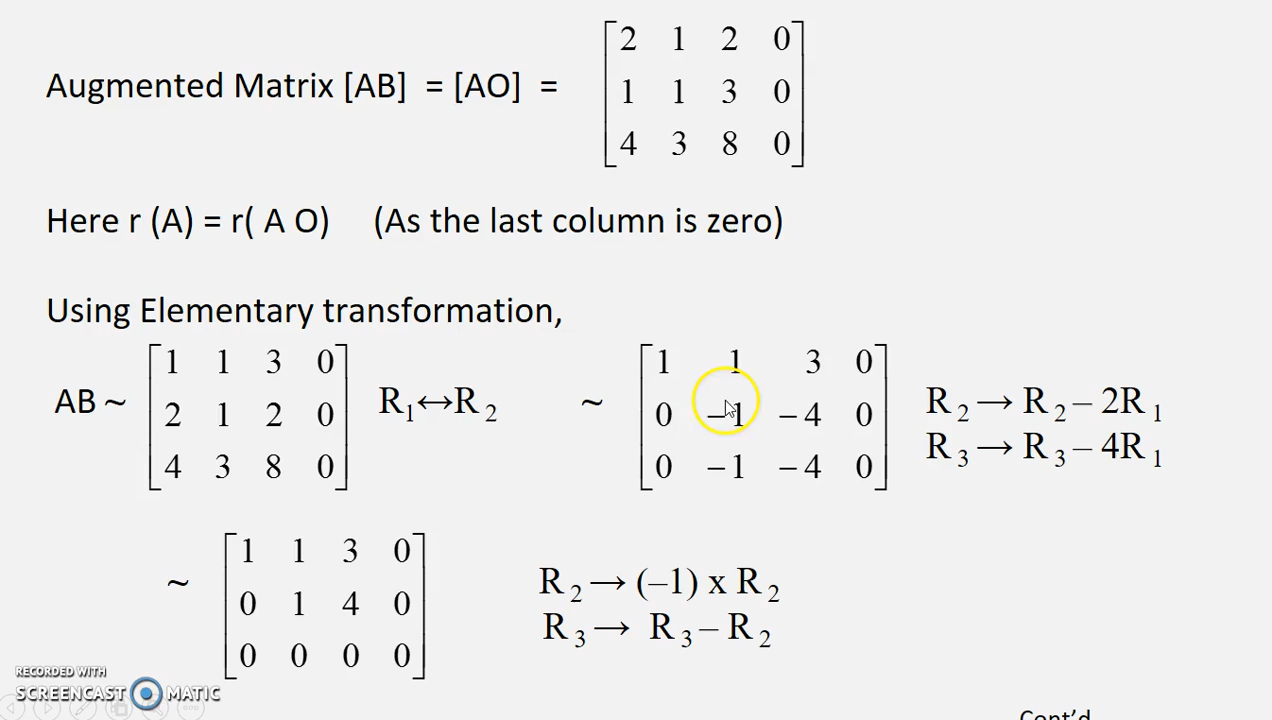 Augmented Matrix [AB] = [AO] =
2 1 2 0
1 1 3 0
4 3 8 0
Here r (A) = r( A O) (As the last column is zero)
Using Elementary transformation,
AB ~
1 1 3 0
2 1 2 0
4 3 8 0
R₁↔R₂
~
1 1 3 0
0 −1 −4 0
0 −1 −4 0
R₂→R₂−2R₁
R₃→R₃−4R₁
~
1 1 3 0
0 1 4 0
0 0 0 0
R₂→(−1) x R₂
R₃→ R₃−R₂
RECORDED WITH
SCREENCAST MATIC
Cont'd